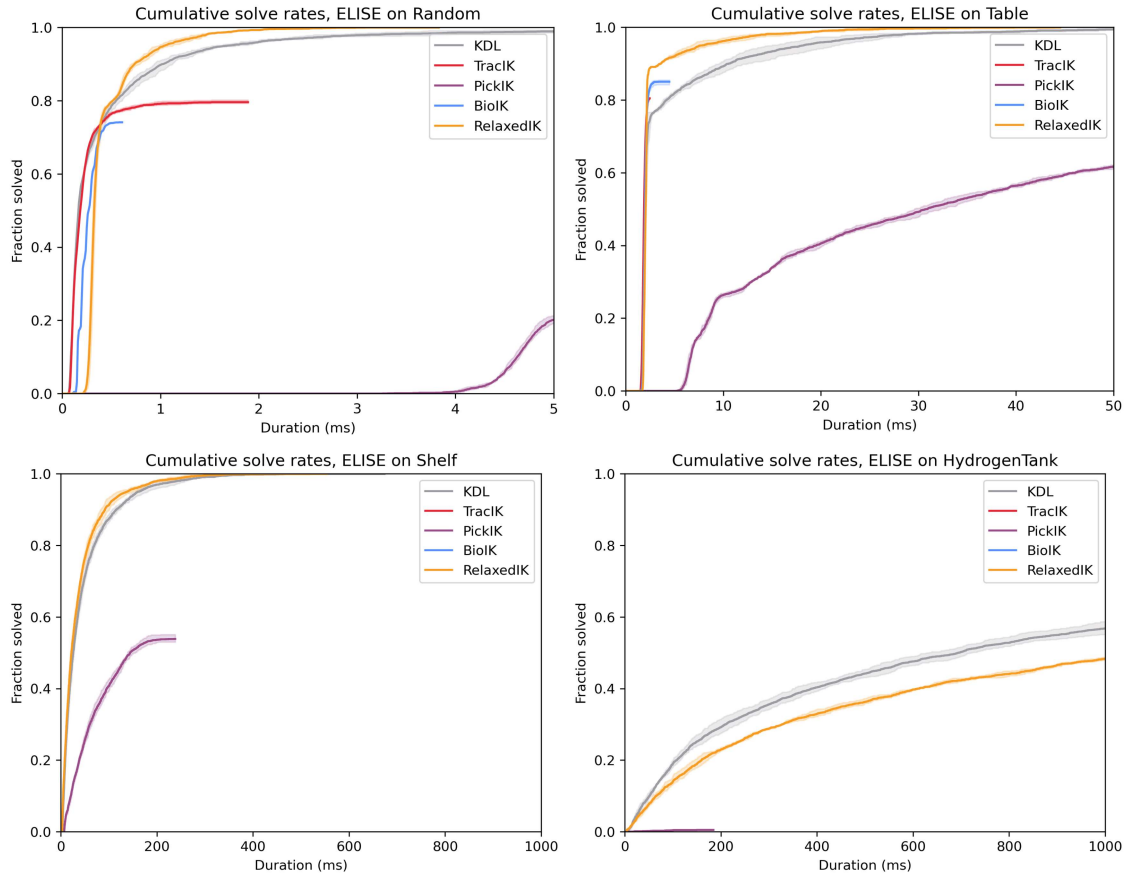 Cumulative solve rates, ELISE on Random
1.0
0.8
0.6
0.4
0.2
0.0
Fraction solved
0 1 2 3 4 5
Duration (ms)
KDL
TracIK
PickIK
BioIK
RelaxedIK
Cumulative solve rates, ELISE on Table
1.0
0.8
0.6
0.4
0.2
0.0
Fraction solved
0 10 20 30 40 50
Duration (ms)
KDL
TracIK
PickIK
BioIK
RelaxedIK
Cumulative solve rates, ELISE on Shelf
1.0
0.8
0.6
0.4
0.2
0.0
Fraction solved
0 200 400 600 800 1000
Duration (ms)
KDL
TracIK
PickIK
BioIK
RelaxedIK
Cumulative solve rates, ELISE on HydrogenTank
1.0
0.8
0.6
0.4
0.2
0.0
Fraction solved
0 200 400 600 800 1000
Duration (ms)
KDL
TracIK
PickIK
BioIK
RelaxedIK